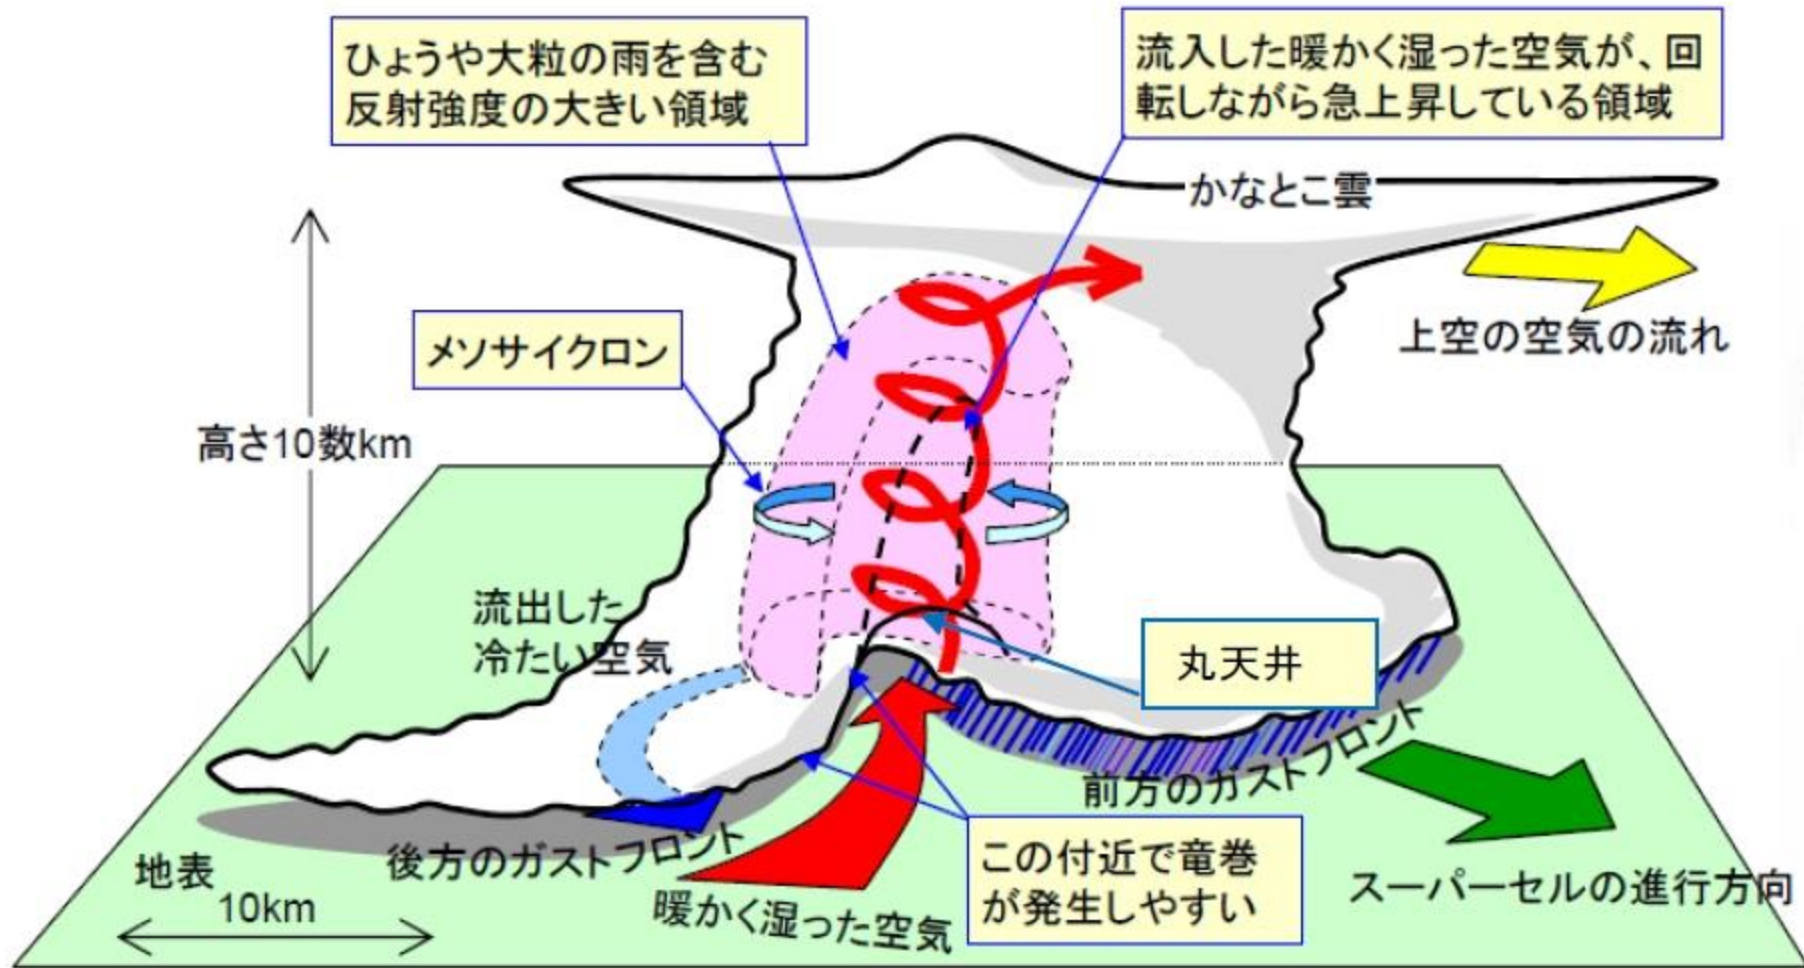 ひょうや大粒の雨を含む
反射強度の大きい領域
流入した暖かく湿った空気が、回
転しながら急上昇している領域
かなとこ雲
上空の空気の流れ
メソサイクロン
高さ10数km
流出した
冷たい空気
丸天井
前方のガストフロント
後方のガストフロント
この付近で竜巻
が発生しやすい
スーパーセルの進行方向
地表
10km
暖かく湿った空気